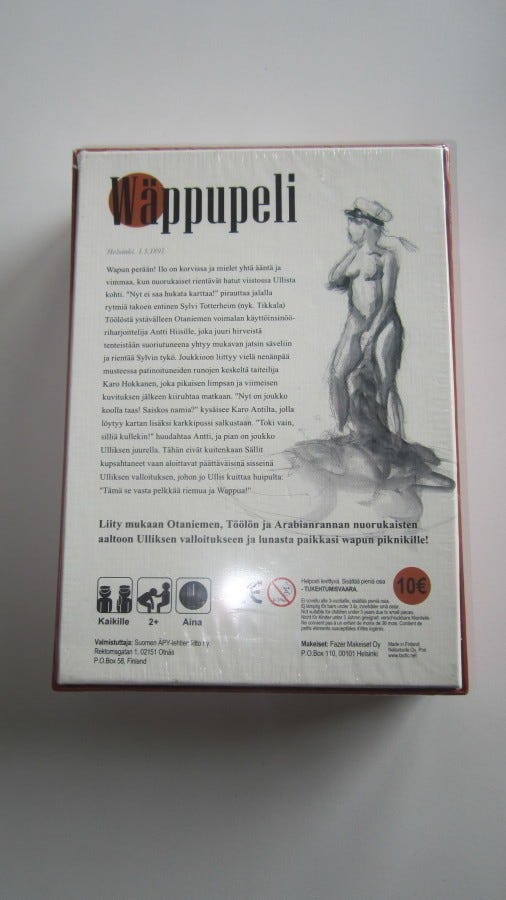 Wäppupeli
Helsinki. 1.5.1891.
Wapun perään! Ilo on korvissa ja mielet yhtä ääntä ja
vimmaa, kun nuorukaiset rientävät hatut viistossa Ullista
kohti. "Nyt ei saa hukata karttaa!" pirauttaa jalalla
rytmiä takoen entinen Sylvi Totterheim (nyk. Tikkala)
Töölöstä ystävälleen Otaniemen voimalan käyttöinsinöö-
riharjoittelija Antti Hiisille, joka juuri hirveistä
tenteistään suoriutuneena yhtyy mukavan jatsin säveliin
ja rientää Sylvin tykö. Joukkioon liittyy vielä nenänpää
musteessa patinoituneiden runojen keskeltä taiteilija
Karo Hokkanen, joka pikaisen limpsan ja viimeisen
kuvituksen jälkeen kiiruhtaa matkaan. "Nyt on joukko
koolla taas! Saiskos namia?" kysäisee Karo Antilta, jolla
löytyy kartan lisäksi karkkipussi salkustaan. "Toki vain,
silliä kullekin!" huudahtaa Antti, ja pian on joukko
Ulliksen juurella. Tähän eivät kuitenkaan Sällit
kupsahtaneet vaan aloittavat päättäväisinä sisseinä
Ulliksen valloituksen, johon jo Ullis kuittaa huipulta:
"Tämä se vasta pelkkää riemua ja Wappua!"
Liity mukaan Otaniemen, Töölön ja Arabianrannan nuorukaisten
aaltoon Ulliksen valloitukseen ja lunasta paikkasi wapun piknikille!
Kaikille 2+ Aina
Helposti levittyvä. Sisältää pieniä osia
- TUKEHTUMISVAARA.
10€
Valmistuttaja: Suomen ÄPY-lehtien liitto r.y.
Rektorsgatan 1, 02151 Otnäs
P.O.Box 58, Finland
Makeiset: Fazer Makeiset Oy
P.O.Box 110, 00101 Helsinki
Made in Finland